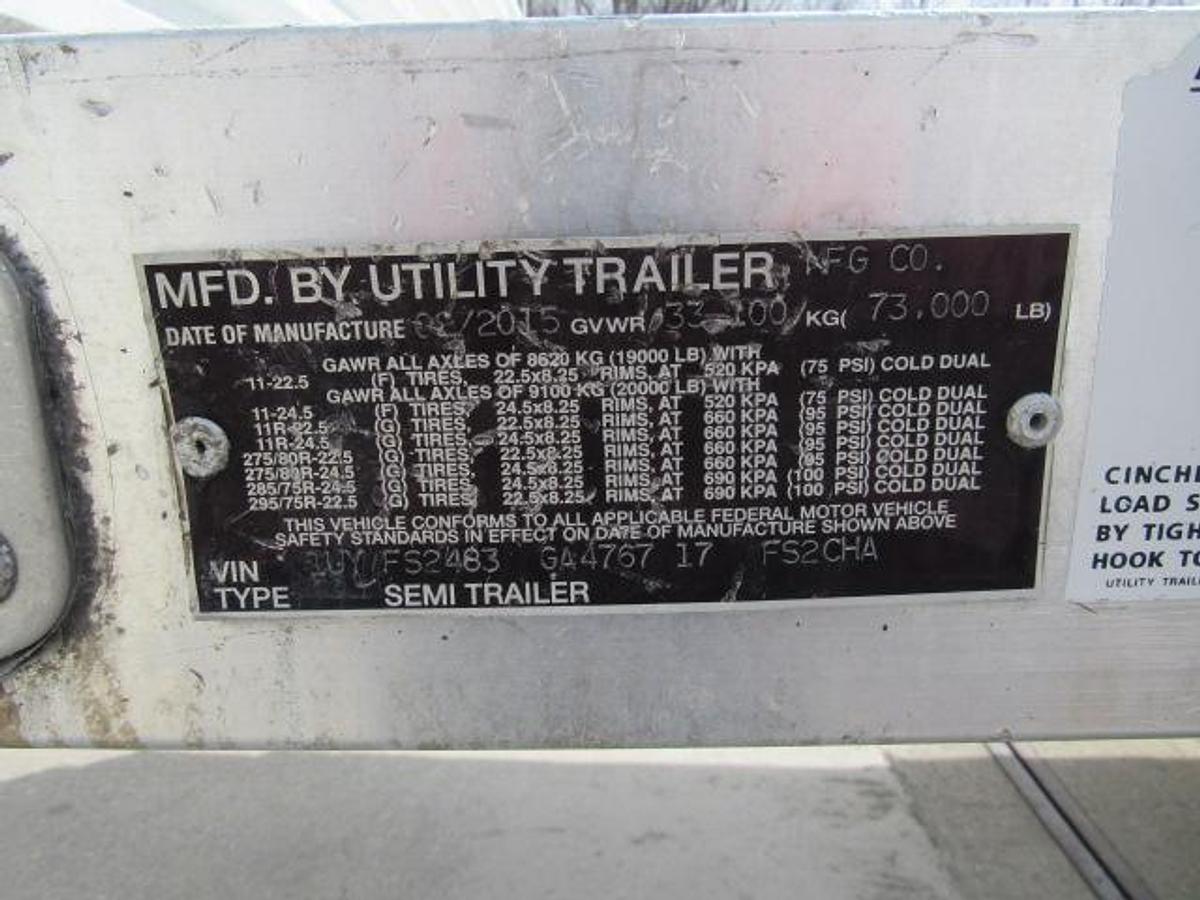 MFD. BY UTILITY TRAILER MFG CO.
DATE OF MANUFACTURE /2015 GVWR 33 100 KG( 73,000 LB)
GAWR ALL AXLES OF 8620 KG (19000 LB) WITH
11-22.5 (F) TIRES, 22.5x8.25 RIMS, AT 520 KPA (75 PSI) COLD DUAL
GAWR ALL AXLES OF 9100 KG (20000 LB) WITH
11-24.5 (F) TIRES, 24.5x8.25 RIMS, AT 520 KPA (75 PSI) COLD DUAL
11R-22.5 (G) TIRES, 22.5x8.25 RIMS, AT 660 KPA (95 PSI) COLD DUAL
11R-24.5 (G) TIRES, 24.5x8.25 RIMS, AT 660 KPA (95 PSI) COLD DUAL
275/80R-22.5 (G) TIRES, 22.5x8.25 RIMS, AT 660 KPA (95 PSI) COLD DUAL
275/80R-24.5 (G) TIRES, 24.5x8.25 RIMS, AT 660 KPA (95 PSI) COLD DUAL
285/75R-24.5 (G) TIRES, 24.5x8.25 RIMS, AT 690 KPA (100 PSI) COLD DUAL
295/75R-22.5 (G) TIRES, 22.5x8.25 RIMS, AT 690 KPA (100 PSI) COLD DUAL
THIS VEHICLE CONFORMS TO ALL APPLICABLE FEDERAL MOTOR VEHICLE
SAFETY STANDARDS IN EFFECT ON DATE OF MANUFACTURE SHOWN ABOVE
VIN FS2483 GA4767 17 FS2CHA
TYPE SEMI TRAILER
CINCH
LOAD S
BY TIGH
HOOK TO
UTILITY TRAILE